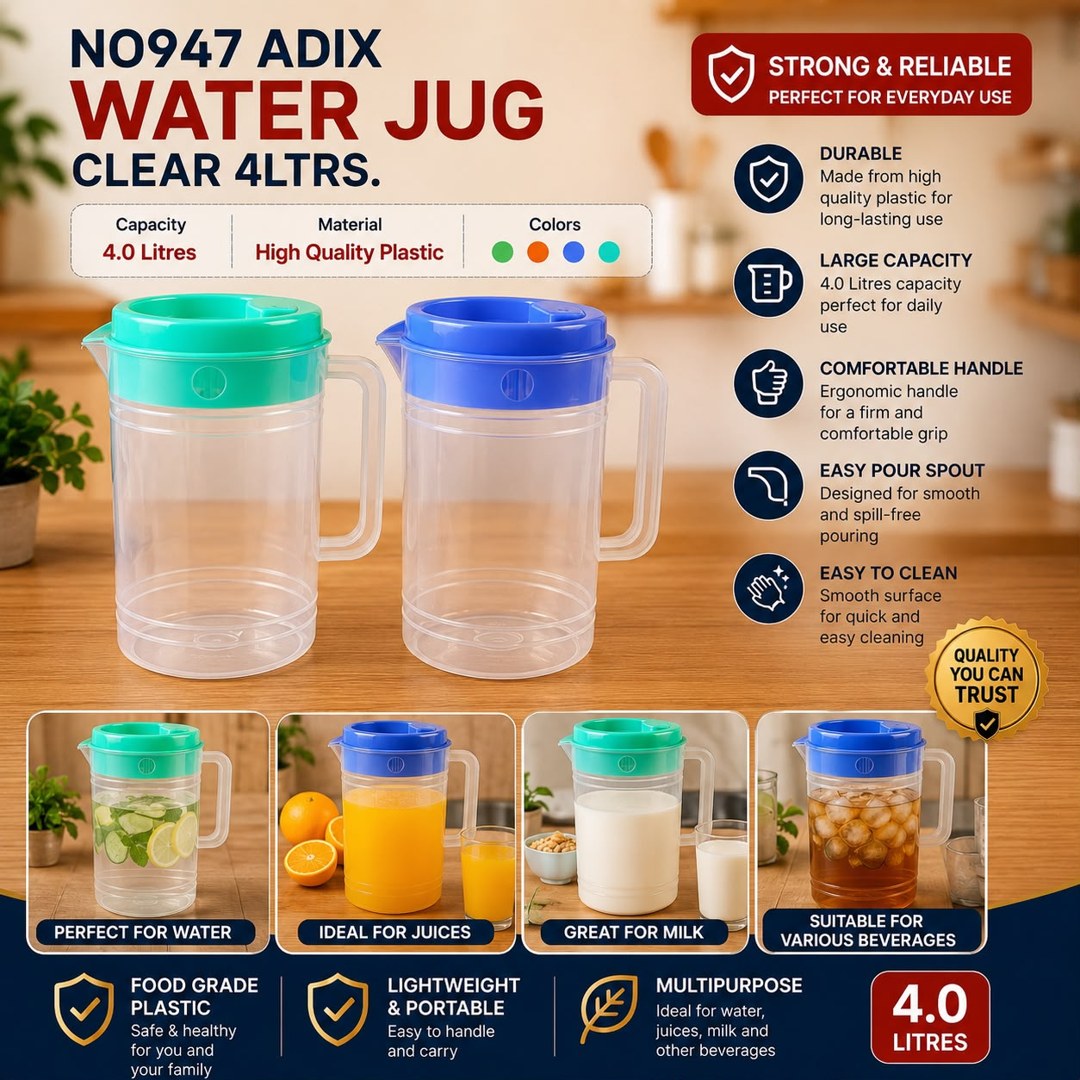 NO947 ADIX
WATER JUG
CLEAR 4LTRS.
Capacity
4.0 Litres
Material
High Quality Plastic
Colors
STRONG & RELIABLE
PERFECT FOR EVERYDAY USE
DURABLE
Made from high
quality plastic for
long-lasting use
LARGE CAPACITY
4.0 Litres capacity
perfect for daily
use
COMFORTABLE HANDLE
Ergonomic handle
for a firm and
comfortable grip
EASY POUR SPOUT
Designed for smooth
and spill-free
pouring
EASY TO CLEAN
Smooth surface
for quick and
easy cleaning
QUALITY
YOU CAN
TRUST
PERFECT FOR WATER
IDEAL FOR JUICES
GREAT FOR MILK
SUITABLE FOR
VARIOUS BEVERAGES
FOOD GRADE
PLASTIC
Safe & healthy
for you and
your family
LIGHTWEIGHT
& PORTABLE
Easy to handle
and carry
MULTIPURPOSE
Ideal for water,
juices, milk and
other beverages
4.0
LITRES